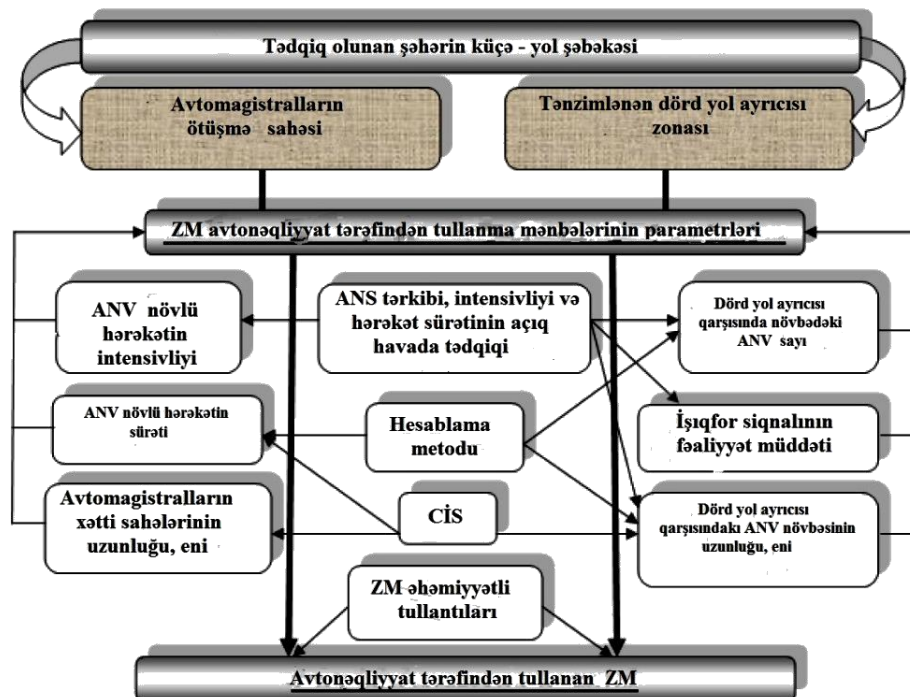 Tədqiq olunan şəhərin küçə - yol şəbəkəsi
Avtomagistralların
ötüşmə sahəsi
Tənzimlənən dörd yol ayrıcısı
zonası
ZM avtonəqliyyat tərəfindən tullanma mənbələrinin parametrləri
ANV növlü
hərəkətin
intensivliyi
ANS tərkibi, intensivliyi və
hərəkət sürətinin açıq
havada tədqiqi
Dörd yol ayrıcısı
qarşısında növbədəki
ANV sayı
ANV növlü hərəkətin
sürəti
Hesablama
metodu
İşıqfor siqnalının
fəaliyyət müddəti
Avtomagistralların
xətti sahələrinin
uzunluğu, eni
CİS
Dörd yol ayrıcısı
qarşısındakı ANV növbəsinin
uzunluğu, eni
ZM əhəmiyyətli
tullantıları
Avtonəqliyyat tərəfindən tullanan ZM